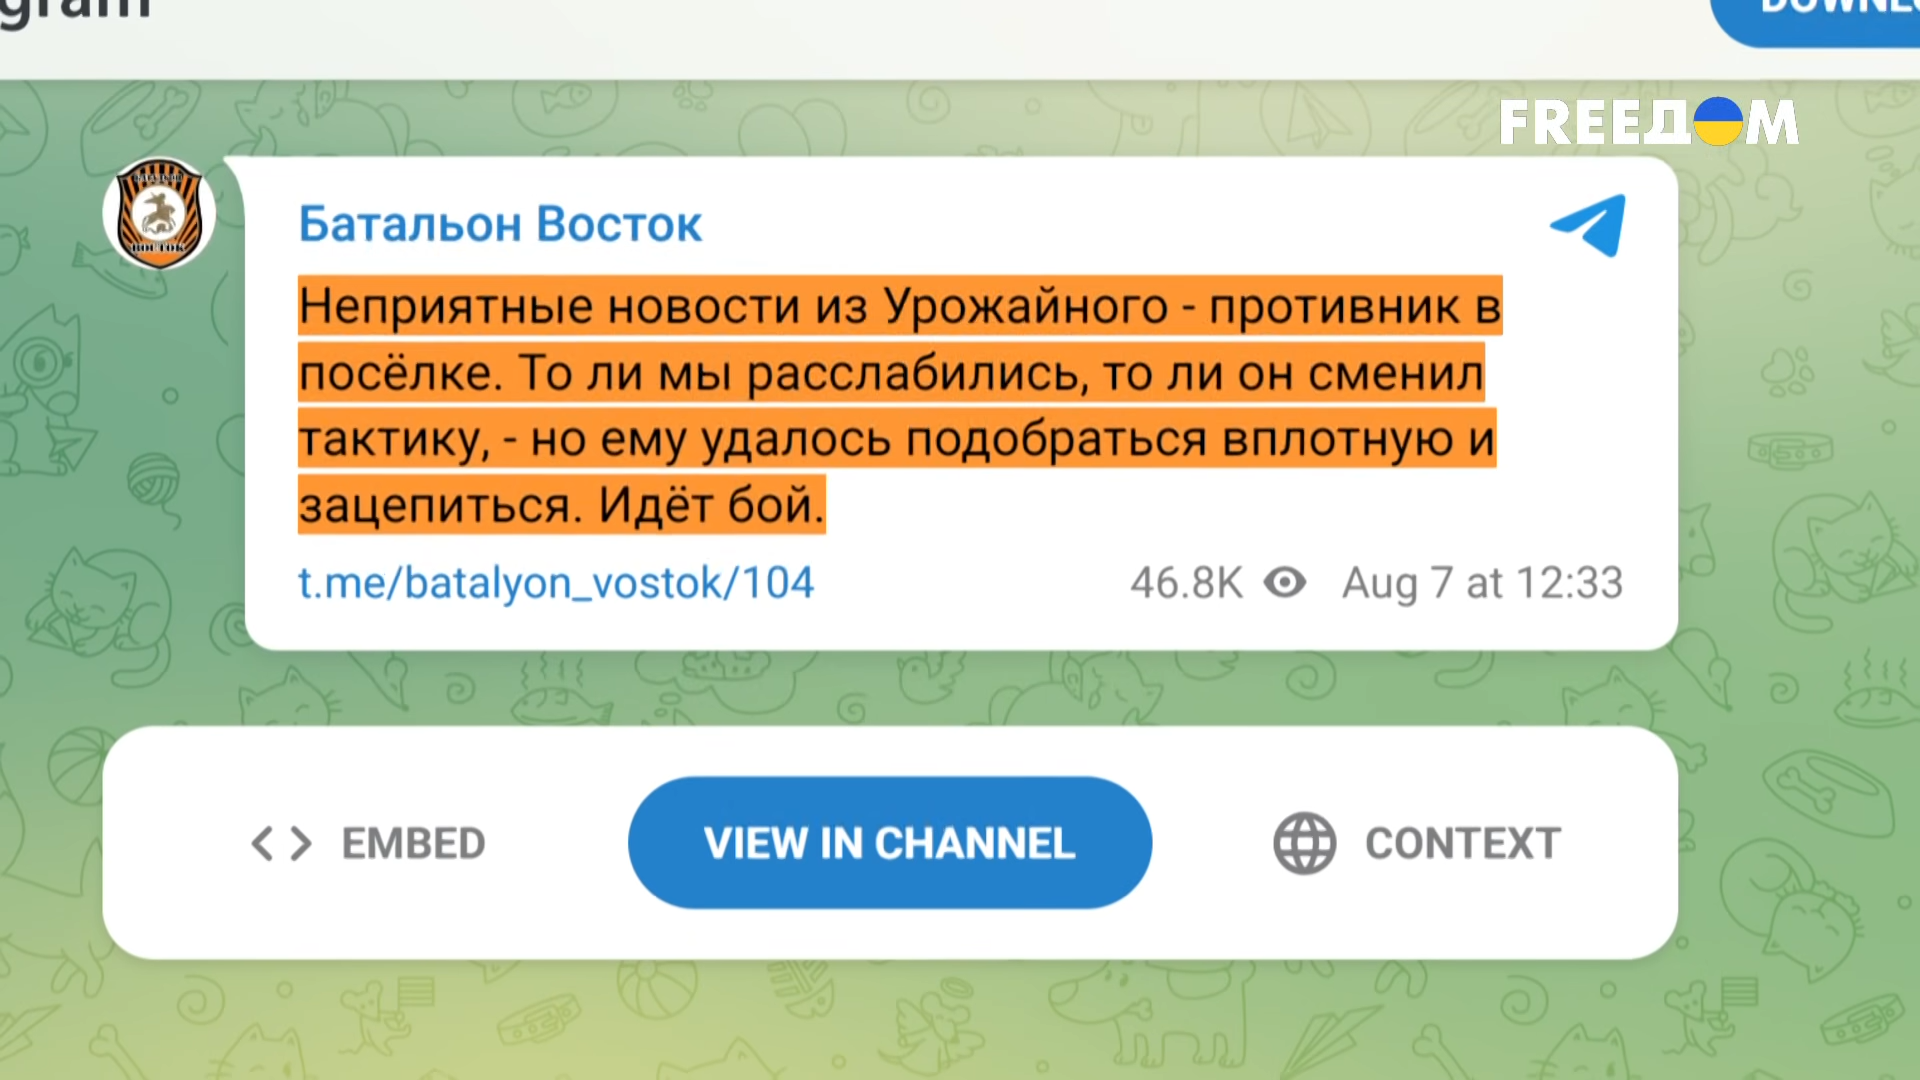 FREEДOM
Батальон Восток
Неприятные новости из Урожайного - противник в
посёлке. То ли мы расслабились, то ли он сменил
тактику, - но ему удалось подобраться вплотную и
зацепиться. Идёт бой.
t.me/batalyon_vostok/104 46.8K Aug 7 at 12:33
EMBED VIEW IN CHANNEL CONTEXT